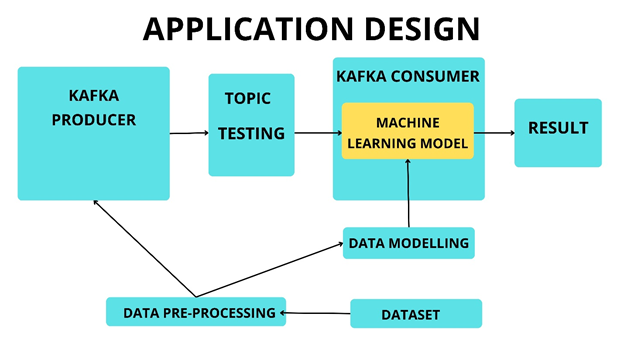 APPLICATION DESIGN
KAFKA
PRODUCER
TOPIC
TESTING
KAFKA CONSUMER
MACHINE
LEARNING MODEL
RESULT
DATA MODELLING
DATA PRE-PROCESSING
DATASET